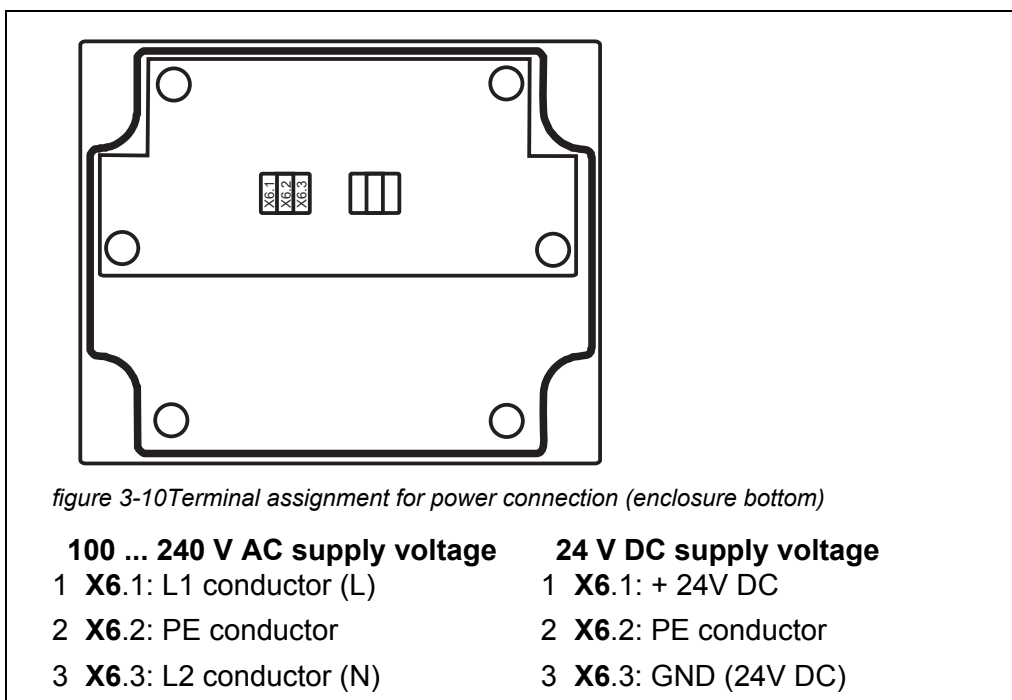 X6.1
X6.2
X6.3
figure 3-10Terminal assignment for power connection (enclosure bottom)
100 ... 240 V AC supply voltage
1 X6.1: L1 conductor (L)
2 X6.2: PE conductor
3 X6.3: L2 conductor (N)
24 V DC supply voltage
1 X6.1: + 24V DC
2 X6.2: PE conductor
3 X6.3: GND (24V DC)